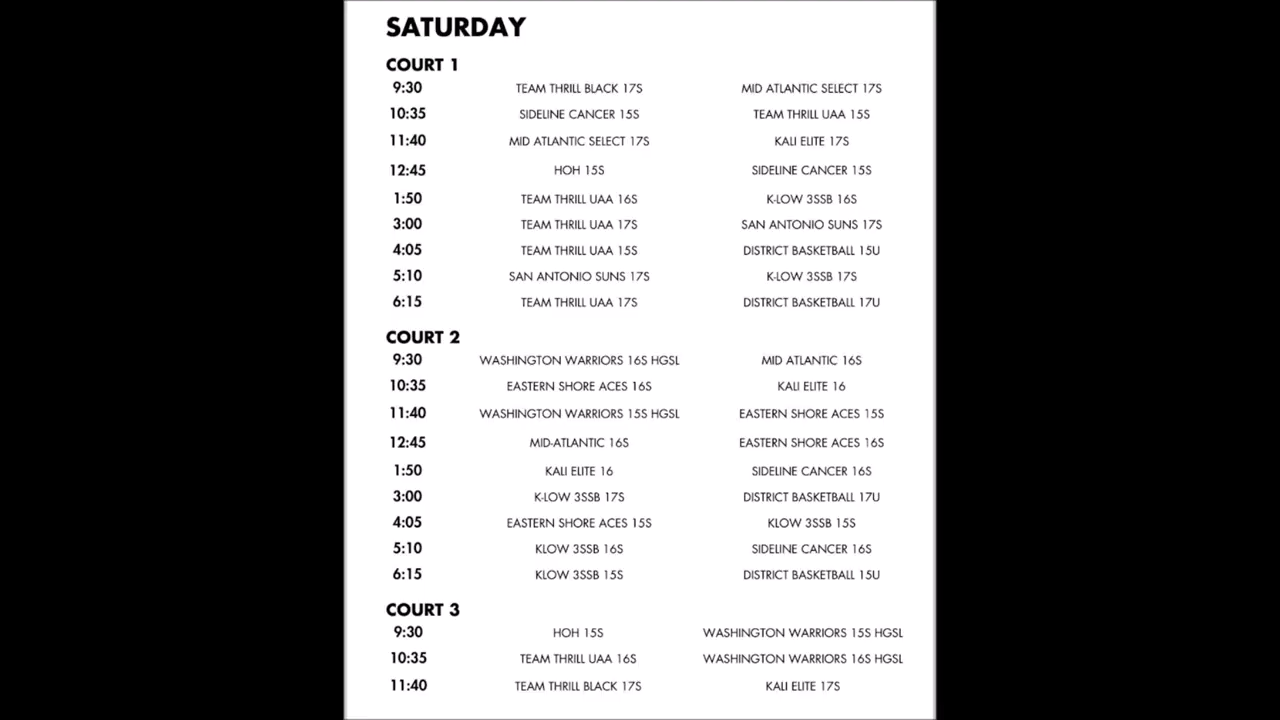 SATURDAY
COURT 1
9:30 TEAM THRILL BLACK 17S MID ATLANTIC SELECT 17S
10:35 SIDELINE CANCER 15S TEAM THRILL UAA 15S
11:40 MID ATLANTIC SELECT 17S KALI ELITE 17S
12:45 HOH 15S SIDELINE CANCER 15S
1:50 TEAM THRILL UAA 16S K-LOW 3SSB 16S
3:00 TEAM THRILL UAA 17S SAN ANTONIO SUNS 17S
4:05 TEAM THRILL UAA 15S DISTRICT BASKETBALL 15U
5:10 SAN ANTONIO SUNS 17S K-LOW 3SSB 17S
6:15 TEAM THRILL UAA 17S DISTRICT BASKETBALL 17U
COURT 2
9:30 WASHINGTON WARRIORS 16S HGSL MID ATLANTIC 16S
10:35 EASTERN SHORE ACES 16S KALI ELITE 16
11:40 WASHINGTON WARRIORS 15S HGSL EASTERN SHORE ACES 15S
12:45 MID-ATLANTIC 16S EASTERN SHORE ACES 16S
1:50 KALI ELITE 16 SIDELINE CANCER 16S
3:00 K-LOW 3SSB 17S DISTRICT BASKETBALL 17U
4:05 EASTERN SHORE ACES 15S KLOW 3SSB 15S
5:10 KLOW 3SSB 16S SIDELINE CANCER 16S
6:15 KLOW 3SSB 15S DISTRICT BASKETBALL 15U
COURT 3
9:30 HOH 15S WASHINGTON WARRIORS 15S HGSL
10:35 TEAM THRILL UAA 16S WASHINGTON WARRIORS 16S HGSL
11:40 TEAM THRILL BLACK 17S KALI ELITE 17S